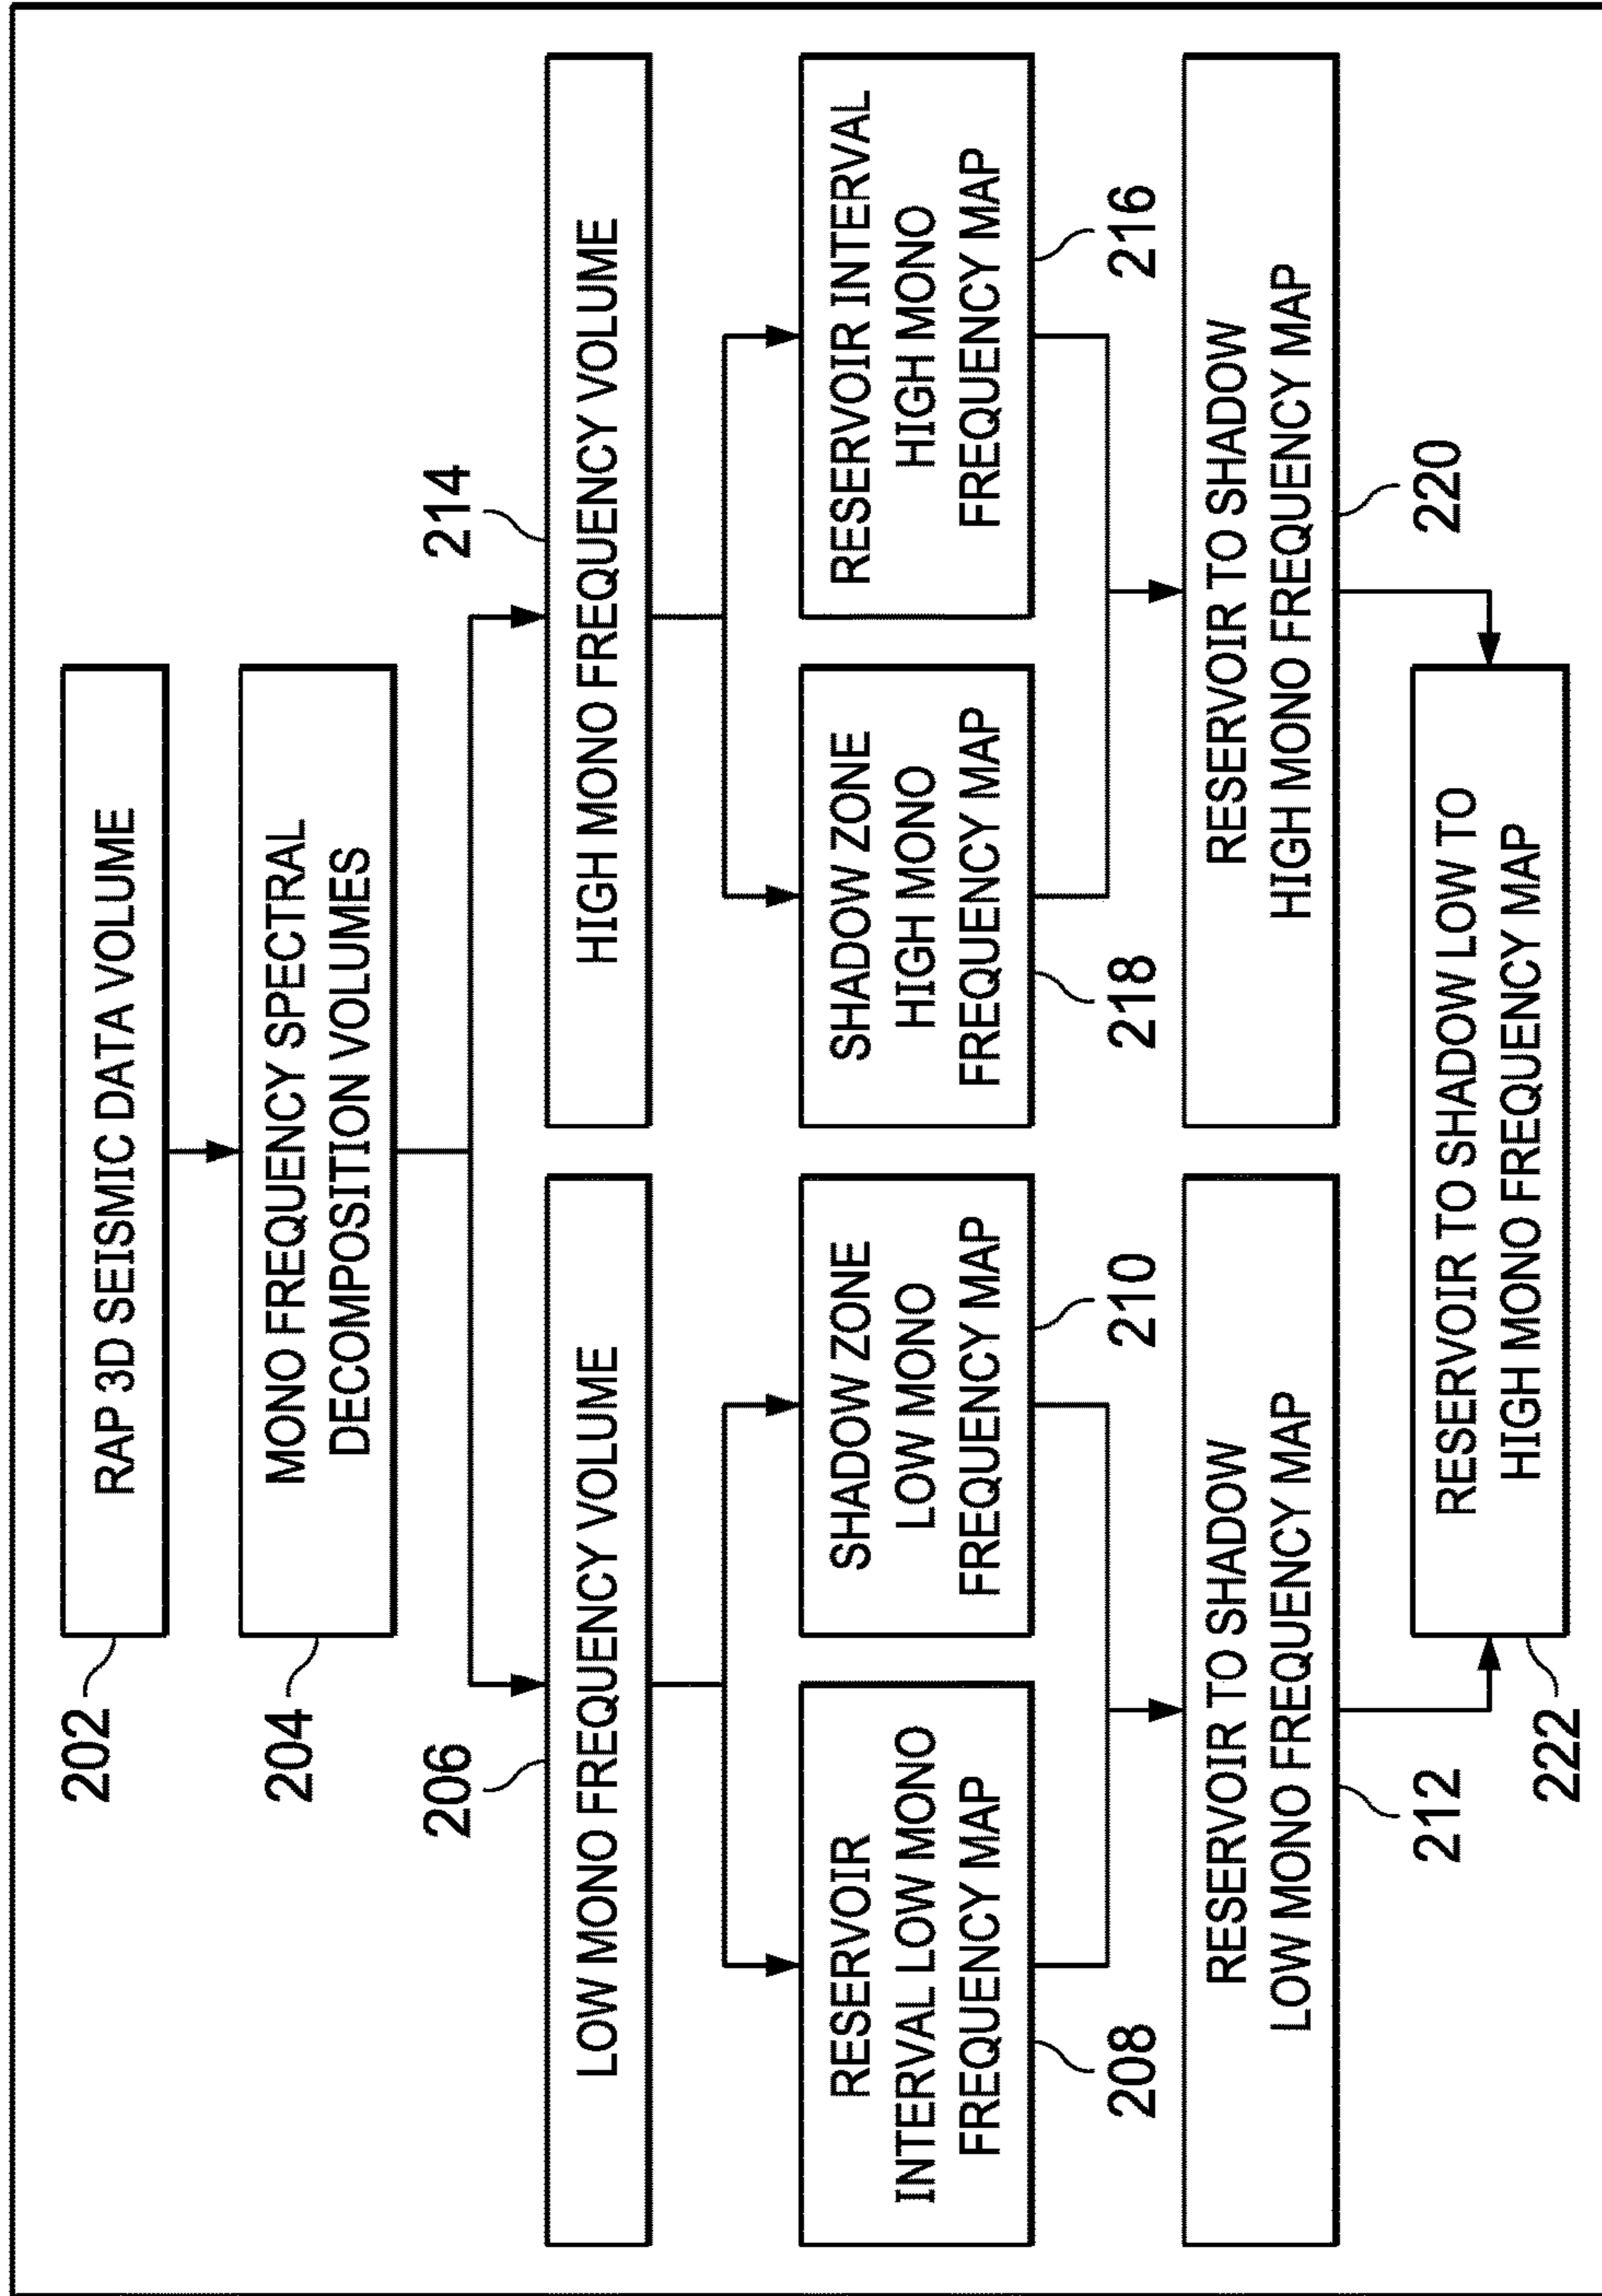 202
RAP 3D SEISMIC DATA VOLUME
204
MONO FREQUENCY SPECTRAL
DECOMPOSITION VOLUMES
206
214
LOW MONO FREQUENCY VOLUME
HIGH MONO FREQUENCY VOLUME
RESERVOIR
INTERVAL LOW MONO
FREQUENCY MAP
SHADOW ZONE
LOW MONO
FREQUENCY MAP
SHADOW ZONE
HIGH MONO
FREQUENCY MAP
RESERVOIR INTERVAL
HIGH MONO
FREQUENCY MAP
208
210
218
216
RESERVOIR TO SHADOW
LOW MONO FREQUENCY MAP
RESERVOIR TO SHADOW
HIGH MONO FREQUENCY MAP
212
220
RESERVOIR TO SHADOW LOW TO
HIGH MONO FREQUENCY MAP
222